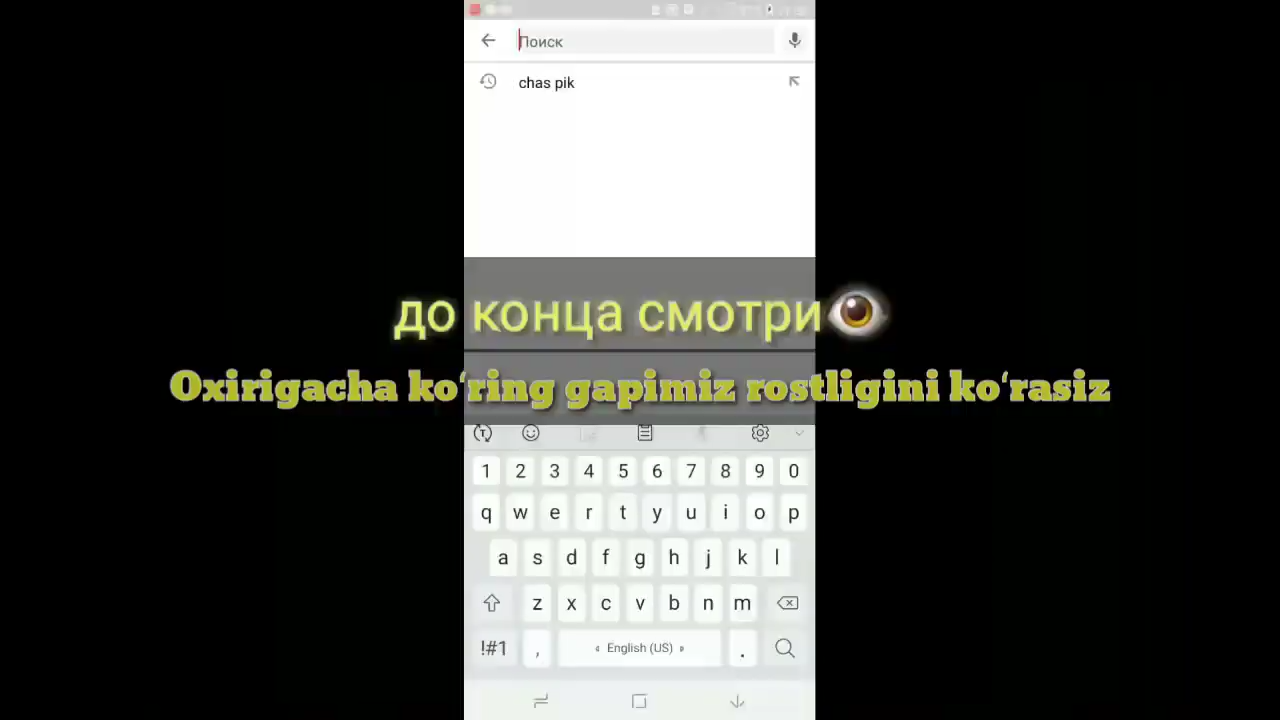 Поиск
chas pik
до конца смотри
Oxirigacha ko‘ring gapimiz rostligini ko‘rasiz
1 2 3 4 5 6 7 8 9 0
q w e r t y u i o p
a s d f g h j k l
z x c v b n m
!#1 , English (US) .